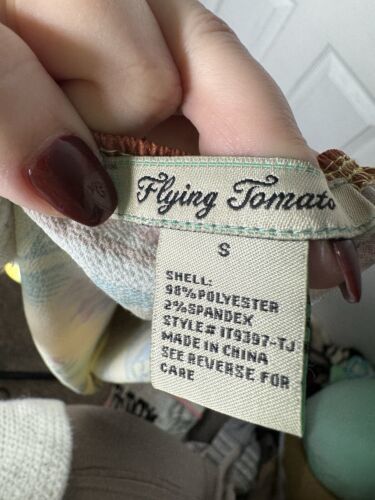 Flying Tomato
S
SHELL:
98%POLYESTER
2%SPANDEX
STYLE# IT9397-TJ
MADE IN CHINA
SEE REVERSE FOR
CARE